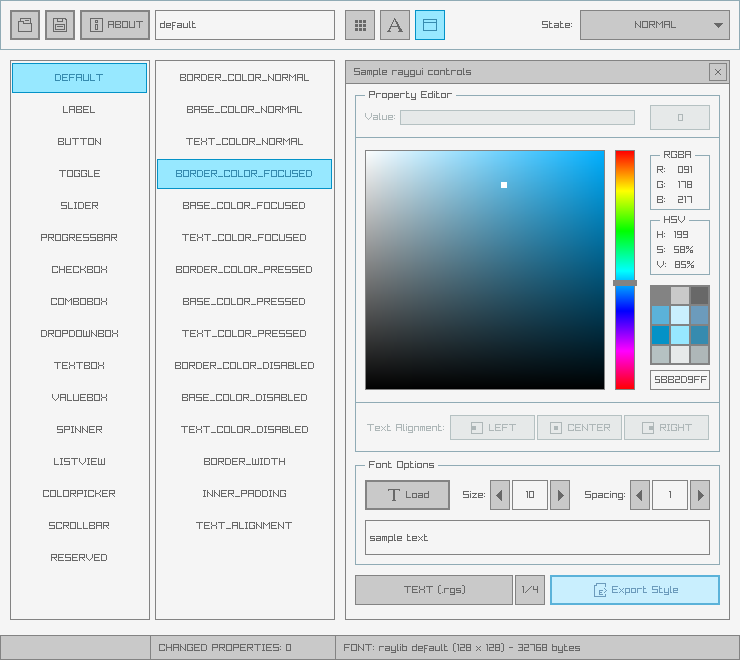 ABOUT
default
A
State:
NORMAL
DEFAULT
LABEL
BUTTON
TOGGLE
SLIDER
PROGRESSBAR
CHECKBOX
COMBOBOX
DROPDOWNBOX
TEXTBOX
VALUEBOX
SPINNER
LISTVIEW
COLORPICKER
SCROLLBAR
RESERVED
BORDER_COLOR_NORMAL
BASE_COLOR_NORMAL
TEXT_COLOR_NORMAL
BORDER_COLOR_FOCUSED
BASE_COLOR_FOCUSED
TEXT_COLOR_FOCUSED
BORDER_COLOR_PRESSED
BASE_COLOR_PRESSED
TEXT_COLOR_PRESSED
BORDER_COLOR_DISABLED
BASE_COLOR_DISABLED
TEXT_COLOR_DISABLED
BORDER_WIDTH
INNER_PADDING
TEXT_ALIGNMENT
Sample raygui controls
Property Editor
Value:
0
RGBA
R: 091
G: 178
B: 217
HSV
H: 199
S: 58%
V: 85%
5BB2D9FF
Text Alignment:
LEFT
CENTER
RIGHT
Font Options
T Load
Size:
10
Spacing:
1
sample text
TEXT (.rgs)
1/4
Export Style
CHANGED PROPERTIES: 0
FONT: raylib default (128 x 128) - 32768 bytes